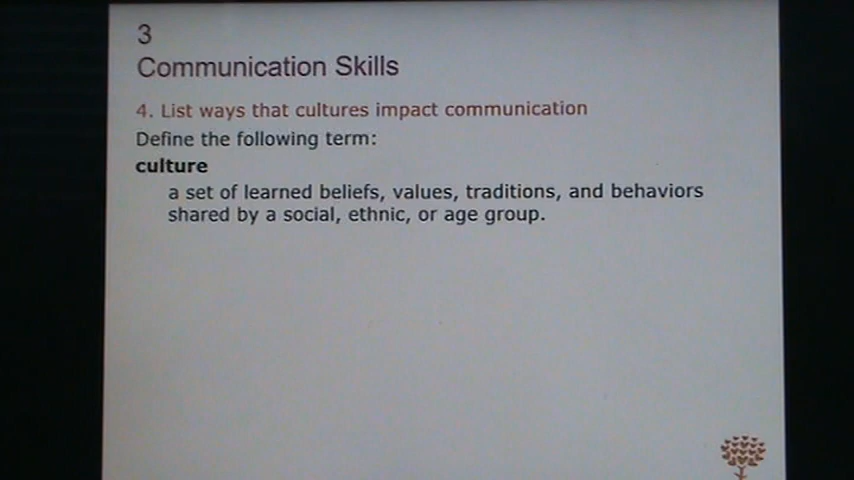 3
Communication Skills
4. List ways that cultures impact communication
Define the following term:
culture
a set of learned beliefs, values, traditions, and behaviors
shared by a social, ethnic, or age group.